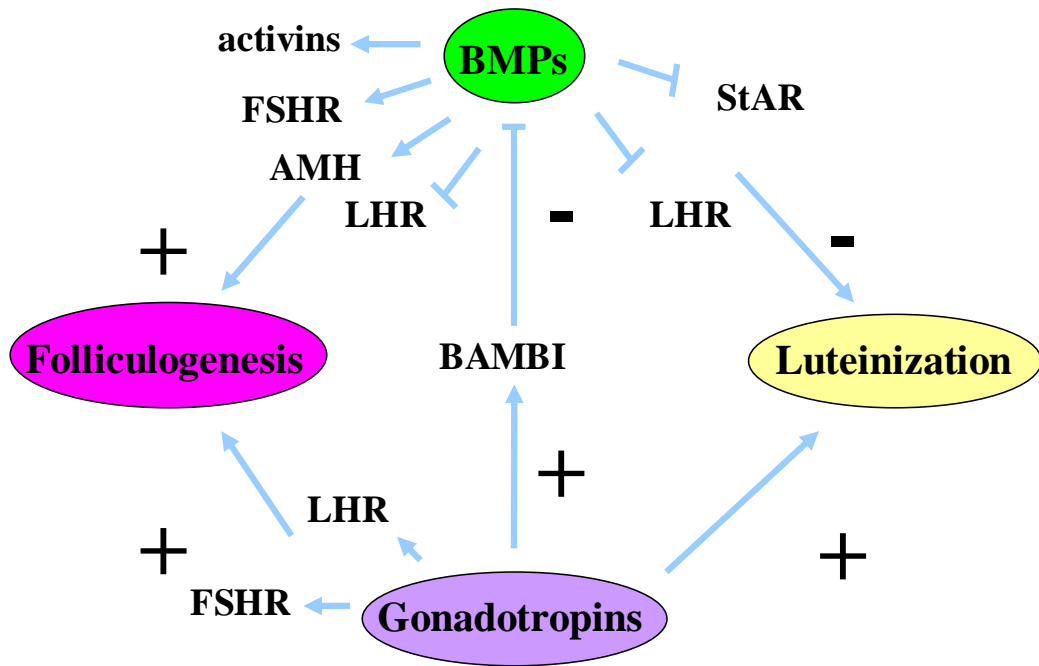 activins
BMPs
StAR
FSHR
AMH
LHR
LHR
+
-
-
Folliculogenesis
BAMBI
Luteinization
+
LHR
+
+
FSHR
Gonadotropins